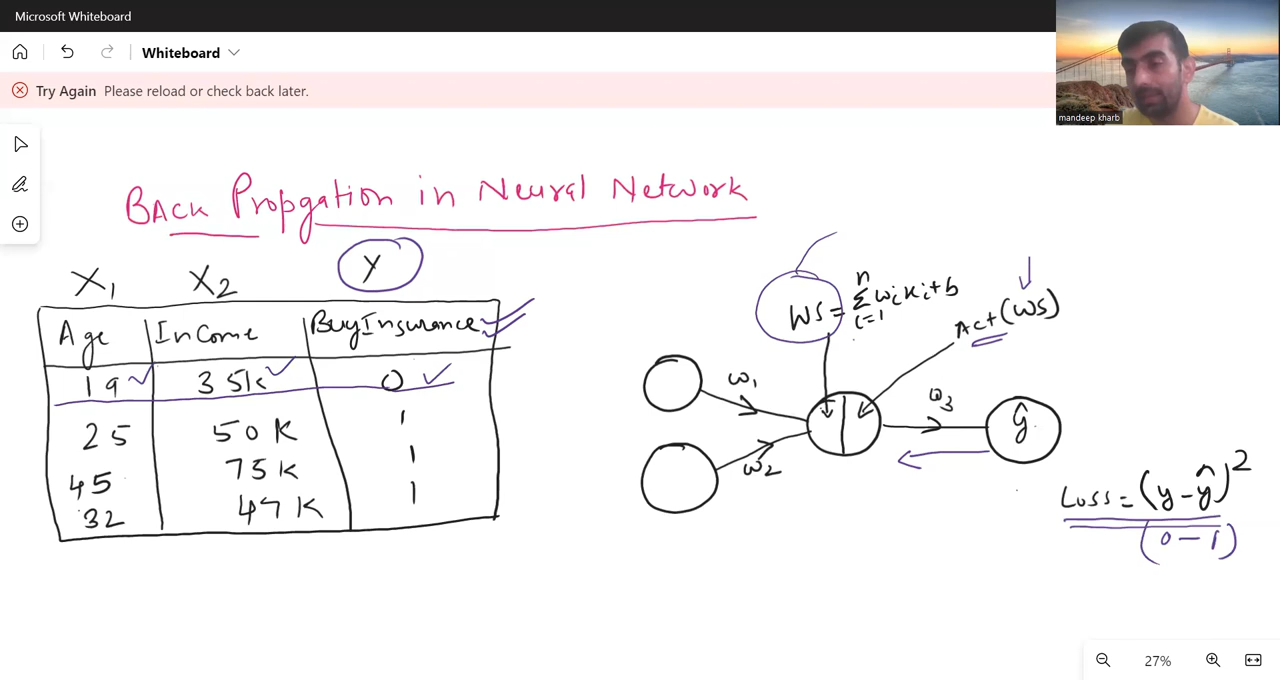 Microsoft Whiteboard
Whiteboard
Try Again Please reload or check back later.
mandeep kharb
BACK Propgation in Neural Network
X1 X2 Y
Age InCome BuyInsurance
19 35k 0
25 50K 1
45 75K 1
32 47K 1
WS = n∑i=1 wixi+b
Act(WS)
w1
w2
w3
ŷ
Loss = (y-ŷ)2
(0-1)
27%